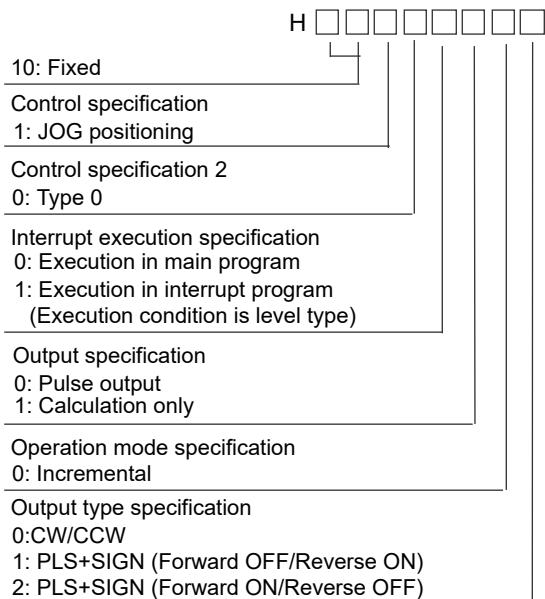 H □□□□□□□□
10: Fixed
Control specification
1: JOG positioning
Control specification 2
0: Type 0
Interrupt execution specification
0: Execution in main program
1: Execution in interrupt program
(Execution condition is level type)
Output specification
0: Pulse output
1: Calculation only
Operation mode specification
0: Incremental
Output type specification
0:CW/CCW
1: PLS+SIGN (Forward OFF/Reverse ON)
2: PLS+SIGN (Forward ON/Reverse OFF)